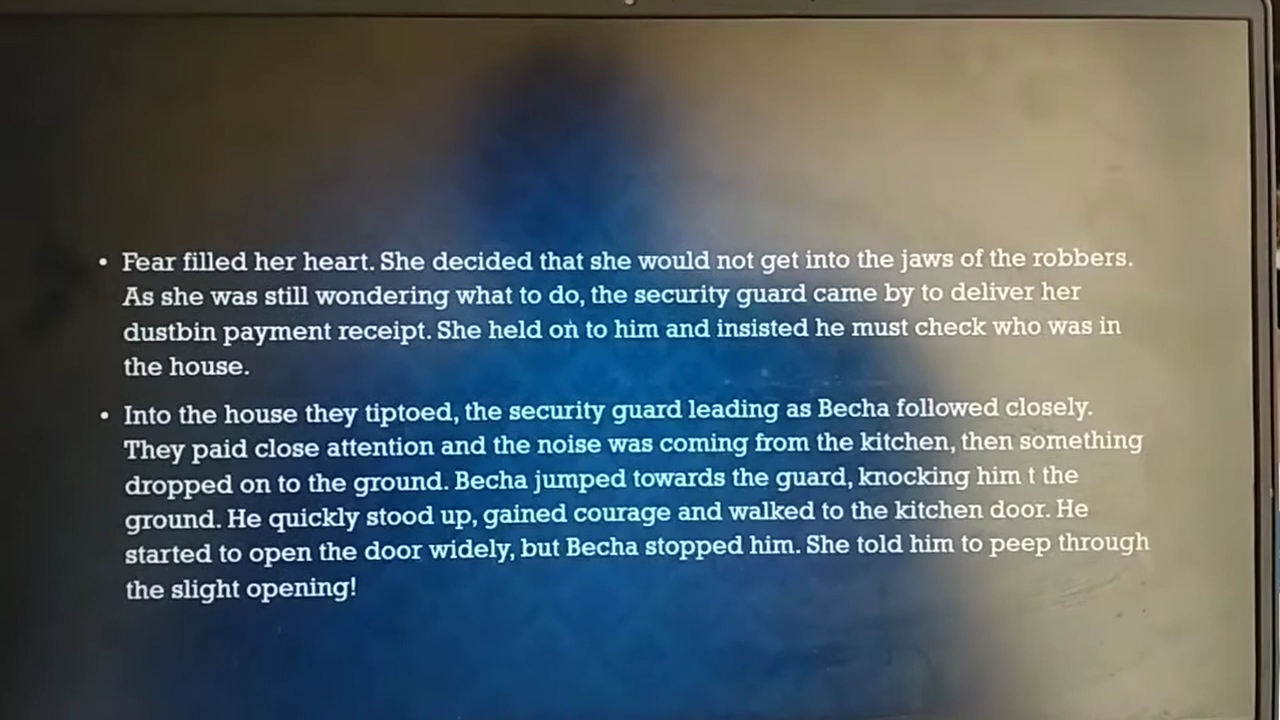 • Fear filled her heart. She decided that she would not get into the jaws of the robbers.
As she was still wondering what to do, the security guard came by to deliver her
dustbin payment receipt. She held on to him and insisted he must check who was in
the house.
• Into the house they tiptoed, the security guard leading as Becha followed closely.
They paid close attention and the noise was coming from the kitchen, then something
dropped on to the ground. Becha jumped towards the guard, knocking him t the
ground. He quickly stood up, gained courage and walked to the kitchen door. He
started to open the door widely, but Becha stopped him. She told him to peep through
the slight opening!